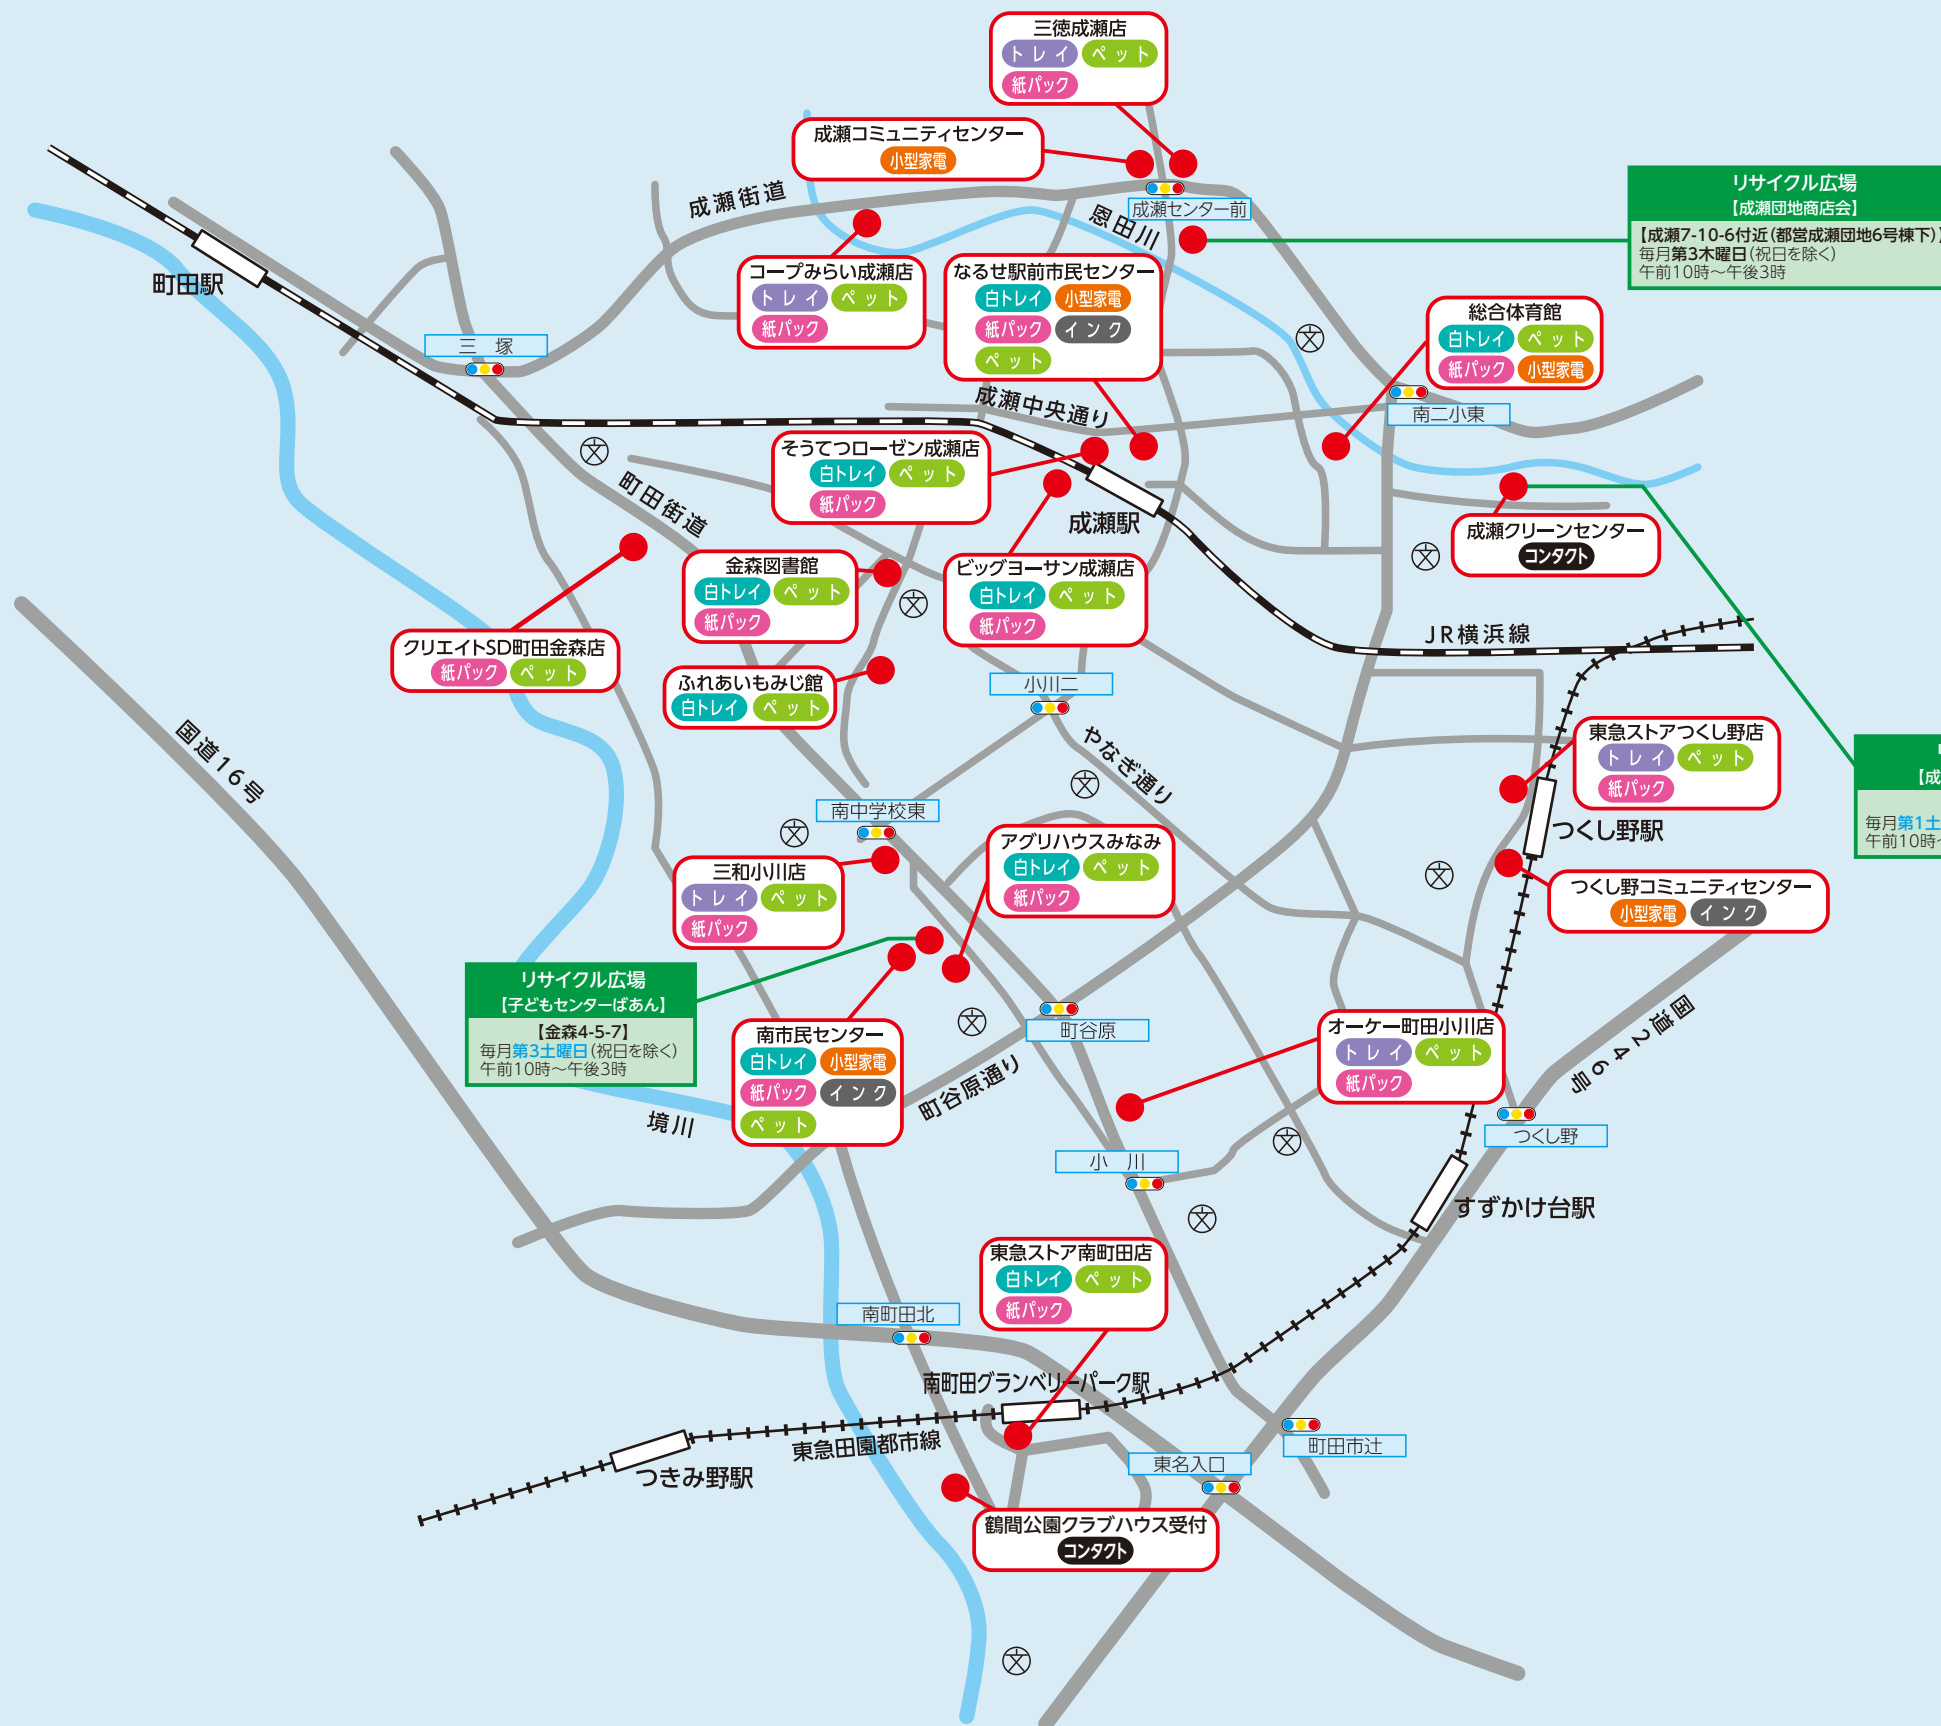 三徳成瀬店
トレイ ペット
紙パック
成瀬コミュニティセンター
小型家電
成瀬街道
恩田川
成瀬センター前
リサイクル広場
【成瀬団地商店会】
【成瀬7-10-6付近(都営成瀬団地6号棟下)】
毎月第3木曜日(祝日を除く)
午前10時～午後3時
町田駅
三 塚
コープみらい成瀬店
トレイ ペット
紙パック
なるせ駅前市民センター
白トレイ 小型家電
紙パック インク
ペット
総合体育館
白トレイ ペット
紙パック 小型家電
南二小東
成瀬中央通り
そうてつローゼン成瀬店
白トレイ ペット
紙パック
町田街道
成瀬駅
成瀬クリーンセンター
コンタクト
金森図書館
白トレイ ペット
紙パック
ビッグヨーサン成瀬店
白トレイ ペット
紙パック
JR横浜線
クリエイトSD町田金森店
紙パック ペット
ふれあいもみじ館
白トレイ ペット
小川二
国道16号
やなぎ通り
東急ストアつくし野店
トレイ ペット
紙パック
【成
毎月第1土
午前10時
つくし野駅
南中学校東
アグリハウスみなみ
白トレイ ペット
紙パック
三和小川店
トレイ ペット
紙パック
つくし野コミュニティセンター
小型家電 インク
リサイクル広場
【子どもセンターばあん】
【金森4-5-7】
毎月第3土曜日(祝日を除く)
午前10時～午後3時
南市民センター
白トレイ 小型家電
紙パック インク
ペット
町谷原
オーケー町田小川店
トレイ ペット
紙パック
国道246号
境川
町谷原通り
つくし野
小 川
すずかけ台駅
東急ストア南町田店
白トレイ ペット
紙パック
南町田北
南町田グランベリーパーク駅
東急田園都市線
つきみ野駅
町田市辻
東名入口
鶴間公園クラブハウス受付
コンタクト